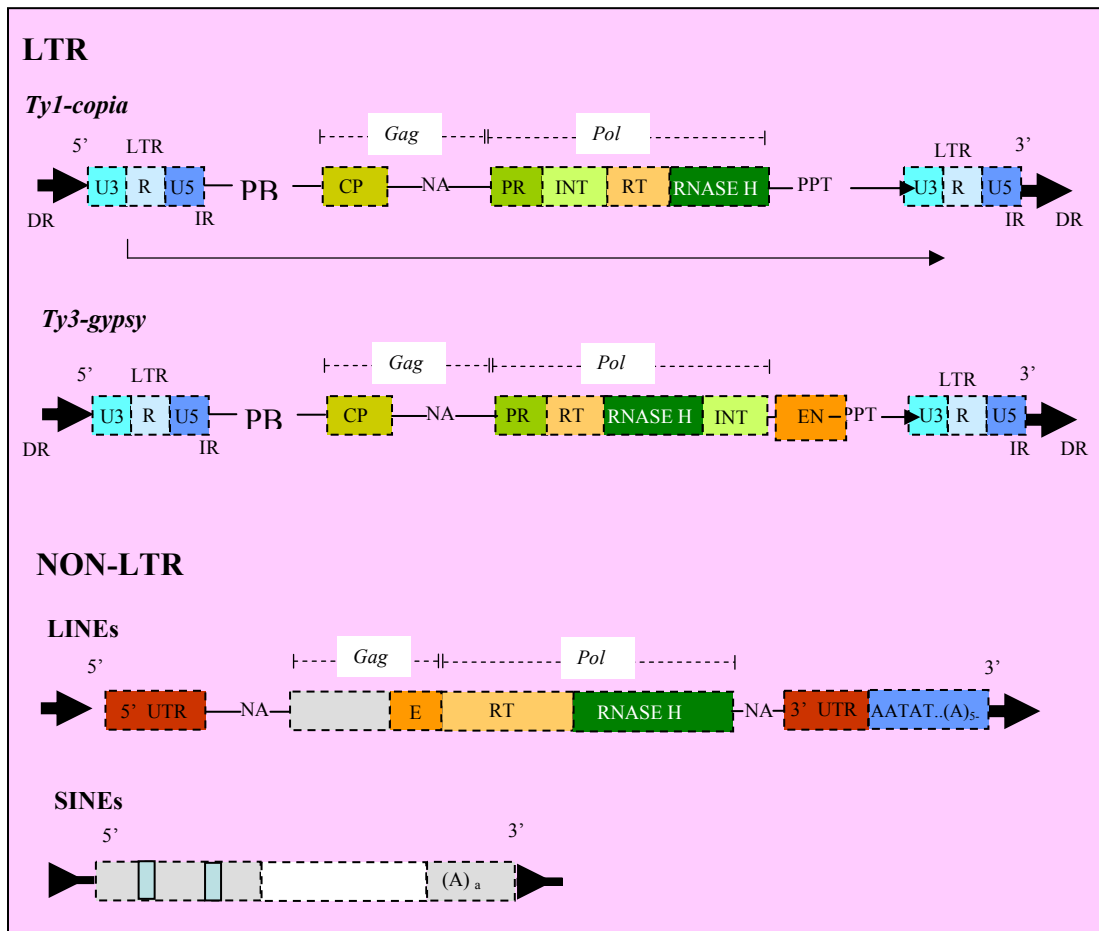 LTR
Ty1-copia
Gag Pol
5’ LTR LTR 3’
U3 R U5 PB CP NA PR INT RT RNASE H PPT U3 R U5
DR IR IR DR
Ty3-gypsy
Gag Pol
5’ LTR LTR 3’
U3 R U5 PB CP NA PR RT RNASE H INT EN PPT U3 R U5
DR IR IR DR
NON-LTR
LINEs
5’ Gag Pol 3’
5’ UTR NA E RT RNASE H NA 3’ UTR AATAT..(A)5-
SINEs
5’ 3’
(A) a